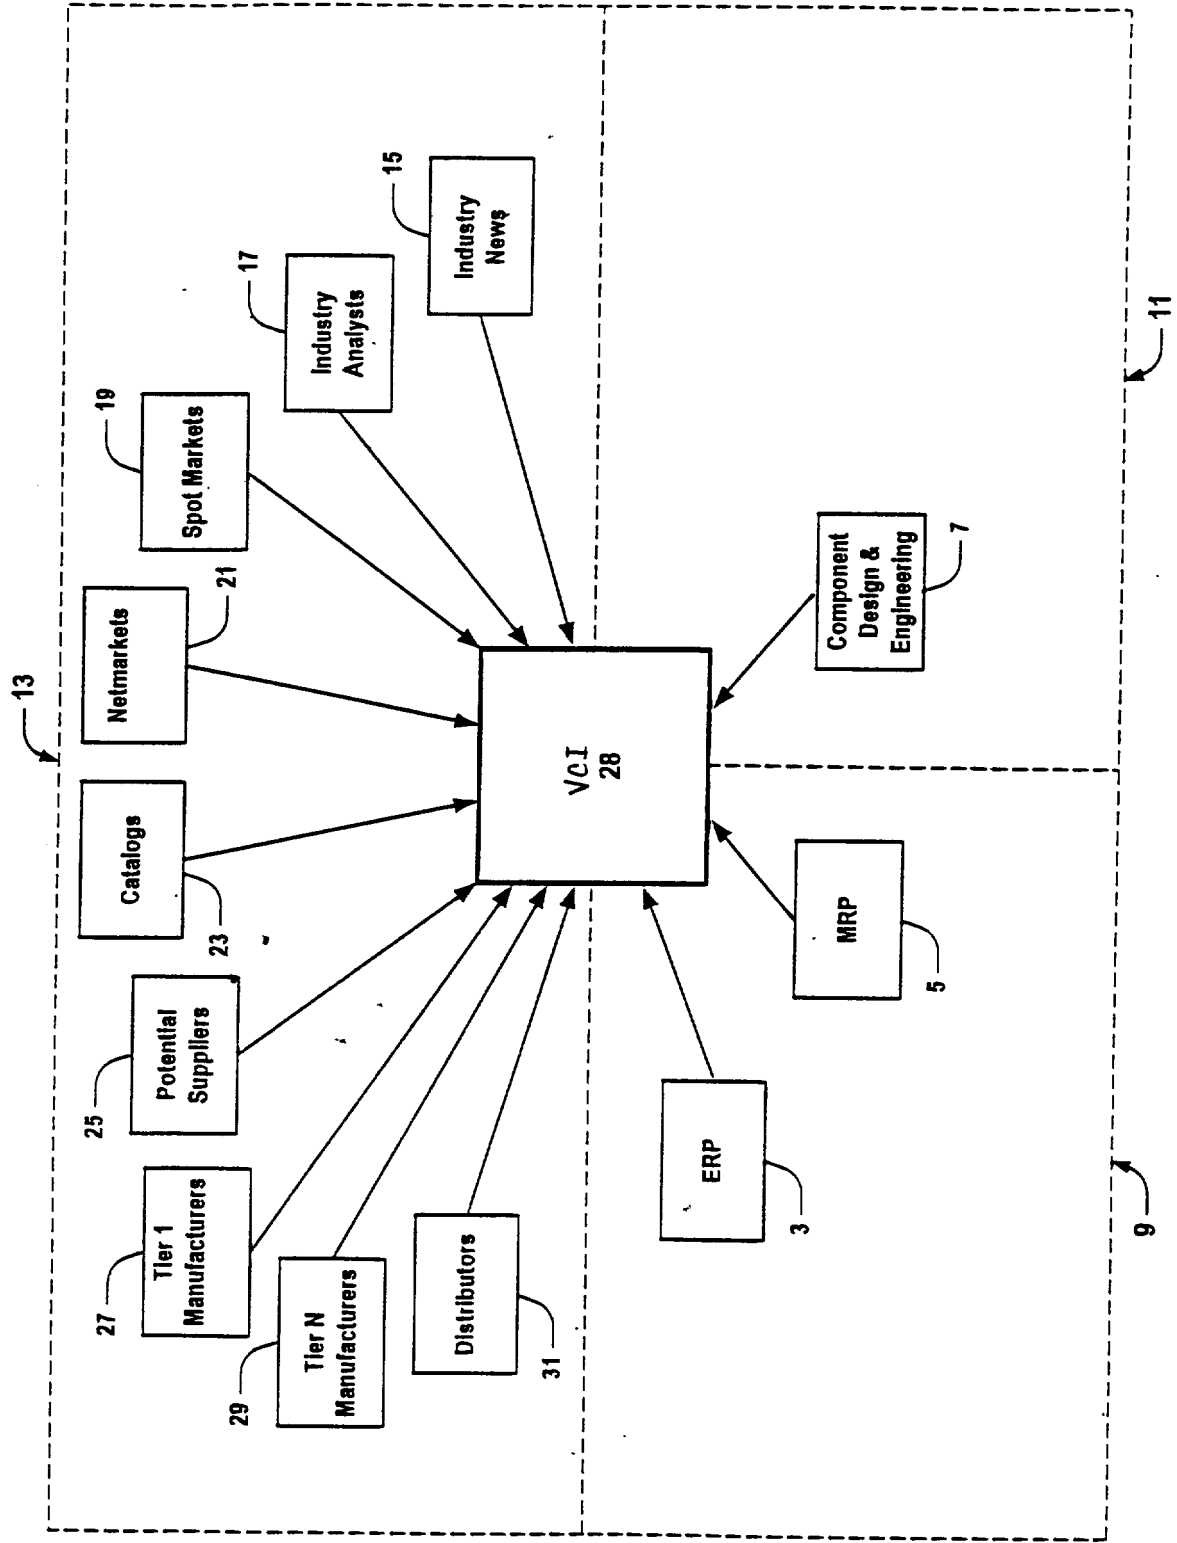 13
27
Tier 1
Manufacturers
25
Potential
Suppliers
Catalogs
23
Netmarkets
21
19
Spot Markets
17
Industry
Analysts
15
Industry
News
29
Tier N
Manufacturers
Distributors
31
VCI
28
ERP
3
MRP
5
Component
Design &
Engineering
7
9
11